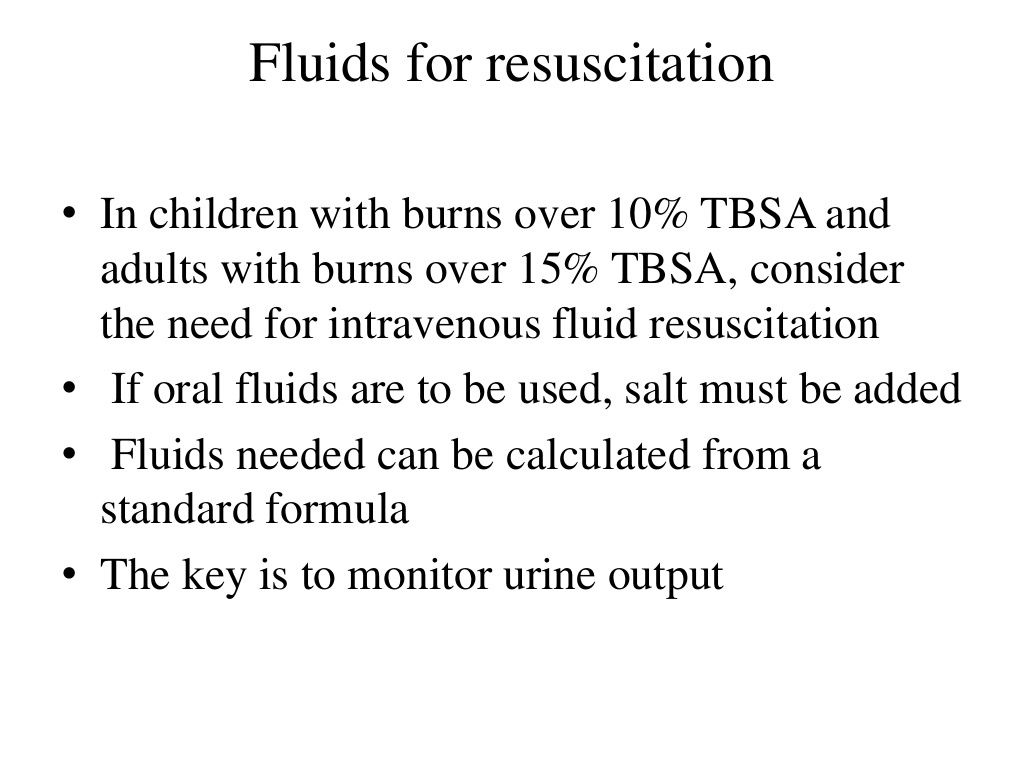 Fluids for resuscitation
• In children with burns over 10% TBSA and
adults with burns over 15% TBSA, consider
the need for intravenous fluid resuscitation
• If oral fluids are to be used, salt must be added
• Fluids needed can be calculated from a
standard formula
• The key is to monitor urine output